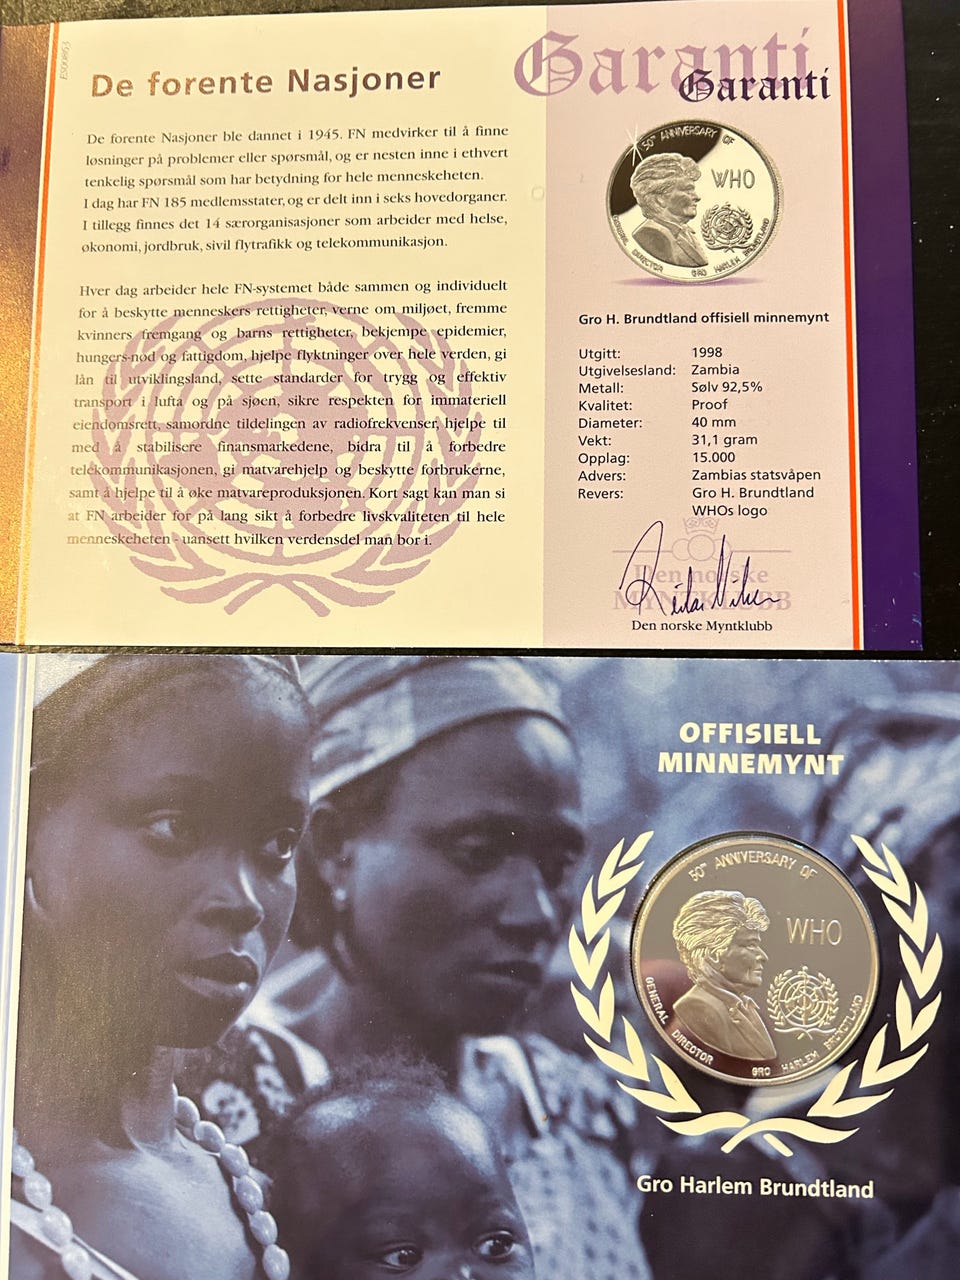 ES00863
De forente Nasjoner
De forente Nasjoner ble dannet i 1945. FN medvirker til å finne
løsninger på problemer eller spørsmål, og er nesten inne i ethvert
tenkelig spørsmål som har betydning for hele menneskeheten.
I dag har FN 185 medlemsstater, og er delt inn i seks hovedorganer.
I tillegg finnes det 14 særorganisasjoner som arbeider med helse,
økonomi, jordbruk, sivil flytrafikk og telekommunikasjon.
Hver dag arbeider hele FN-systemet både sammen og individuelt
for å beskytte menneskers rettigheter, verne om miljøet, fremme
kvinners fremgang og barns rettigheter, bekjempe epidemier,
hungers-nød og fattigdom, hjelpe flyktninger over hele verden, gi
lån til utviklingsland, sette standarder for trygg og effektiv
transport i lufta og på sjøen, sikre respekten for immateriell
eiendomsrett, samordne tildelingen av radiofrekvenser, hjelpe til
med å stabilisere finansmarkedene, bidra til å forbedre
telekommunikasjonen, gi matvarehjelp og beskytte forbrukerne,
samt å hjelpe til å øke matvareproduksjonen. Kort sagt kan man si
at FN arbeider for på lang sikt å forbedre livskvaliteten til hele
menneskeheten - uansett hvilken verdensdel man bor i.
Garanti
Garanti
50TH ANNIVERSARY OF
WHO
GENERAL DIRECTOR GRO HARLEM BRUNDTLAND
Gro H. Brundtland offisiell minnemynt
Utgitt: 1998
Utgivelsesland: Zambia
Metall: Sølv 92,5%
Kvalitet: Proof
Diameter: 40 mm
Vekt: 31,1 gram
Opplag: 15.000
Advers: Zambias statsvåpen
Revers: Gro H. Brundtland
WHOs logo
Den norske
MYNTKLUBB
Den norske Myntklubb
OFFISIELL
MINNEMYNT
50TH ANNIVERSARY OF
WHO
GENERAL DIRECTOR GRO HARLEM BRUNDTLAND
Gro Harlem Brundtland